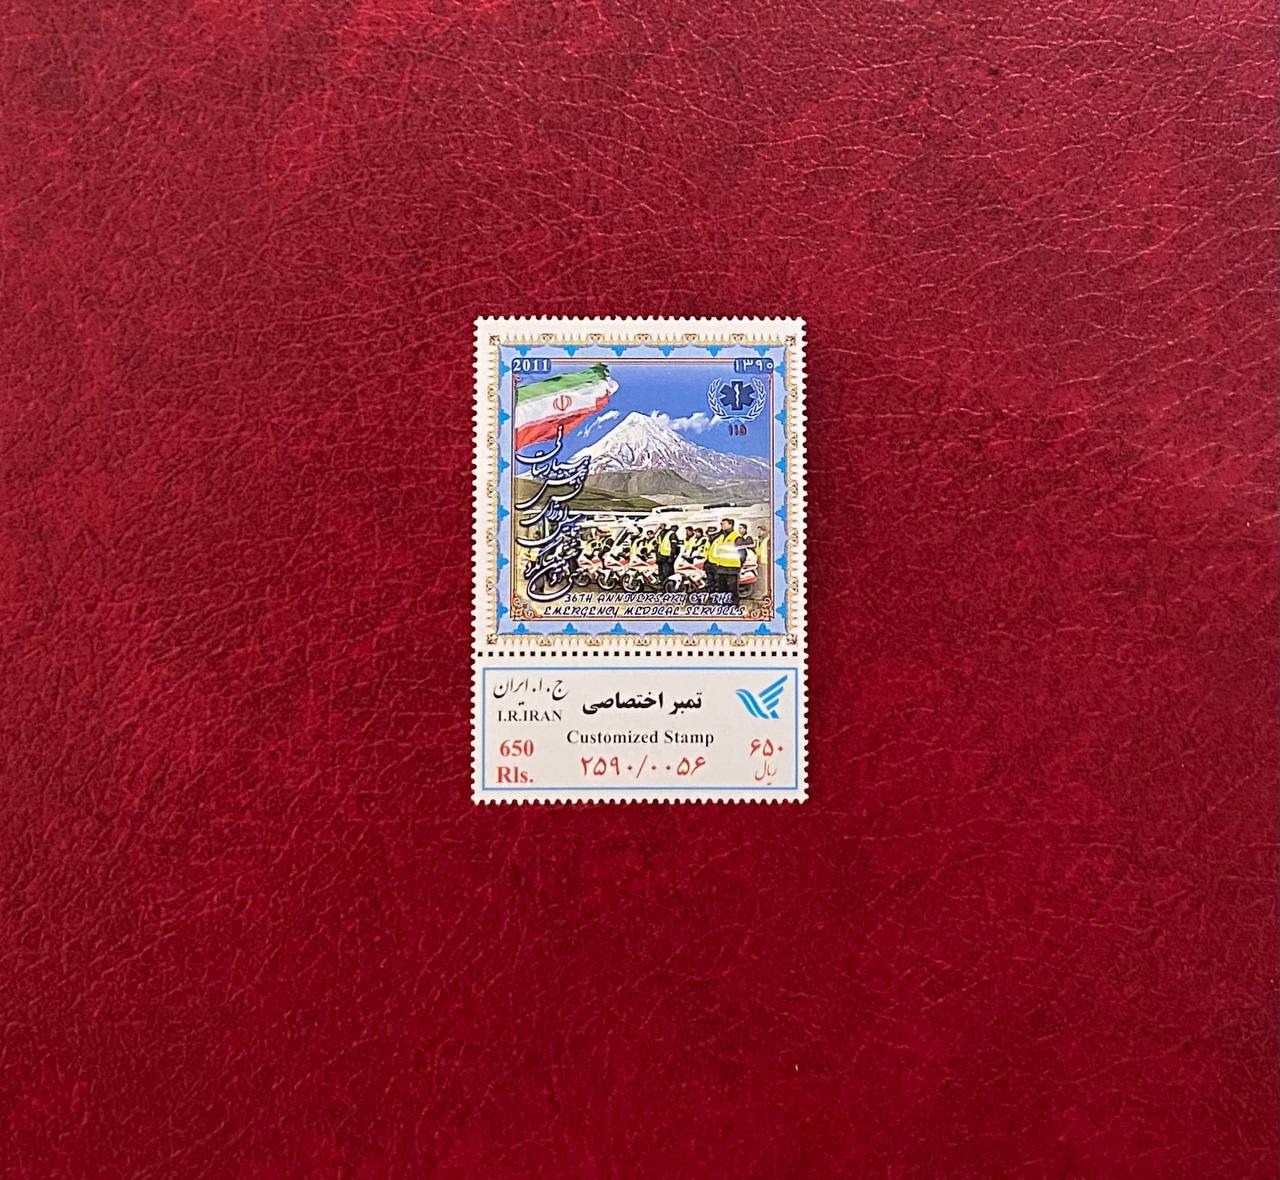 2011
۱۳۹۰
۱۱۵
36TH ANNIVERSARY OF THE
EMERGENCY MEDICAL SERVICES
ج.ا.ایران
تمبر اختصاصی
I.R.IRAN
Customized Stamp
650
Rls.
۲۵۹۰/۰۰۵۶
۶۵۰
ریال